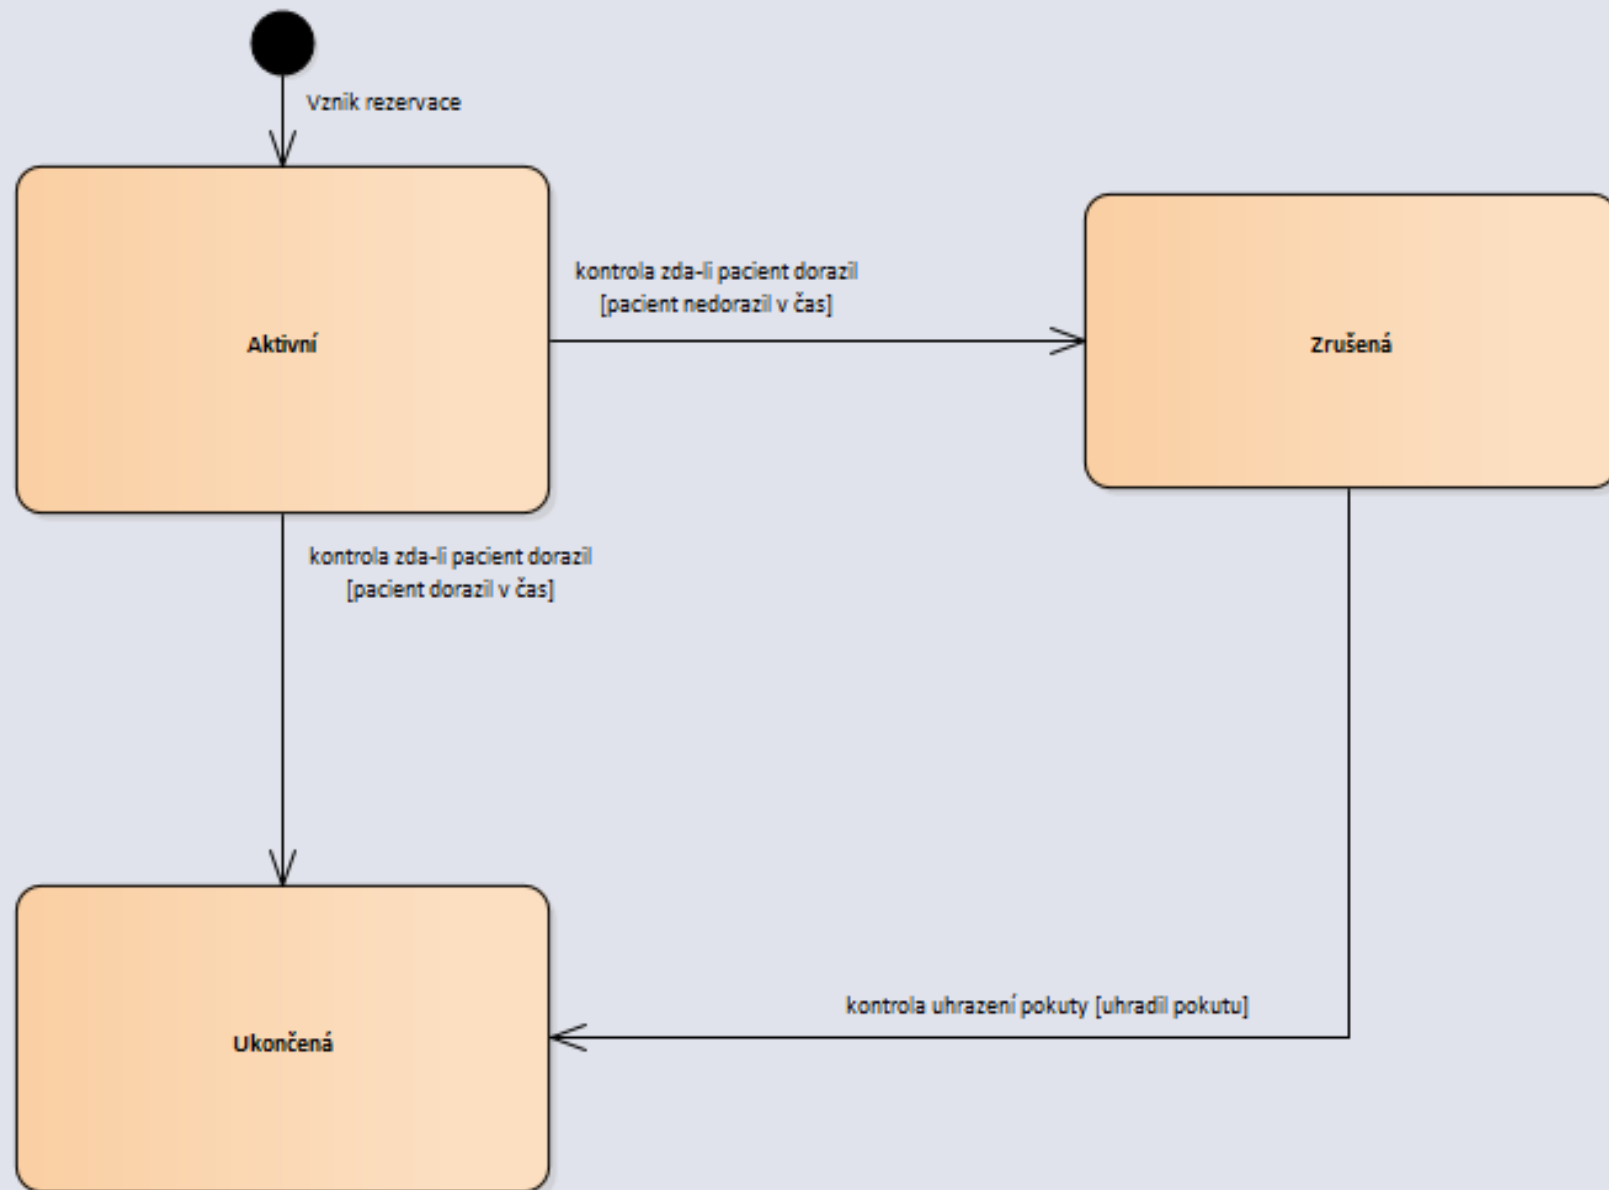 Vznik rezervace
kontrola zda-li pacient dorazil
[pacient nedorazil v čas]
Aktivní
Zrušená
kontrola zda-li pacient dorazil
[pacient dorazil v čas]
kontrola uhrazení pokuty [uhradil pokutu]
Ukončená